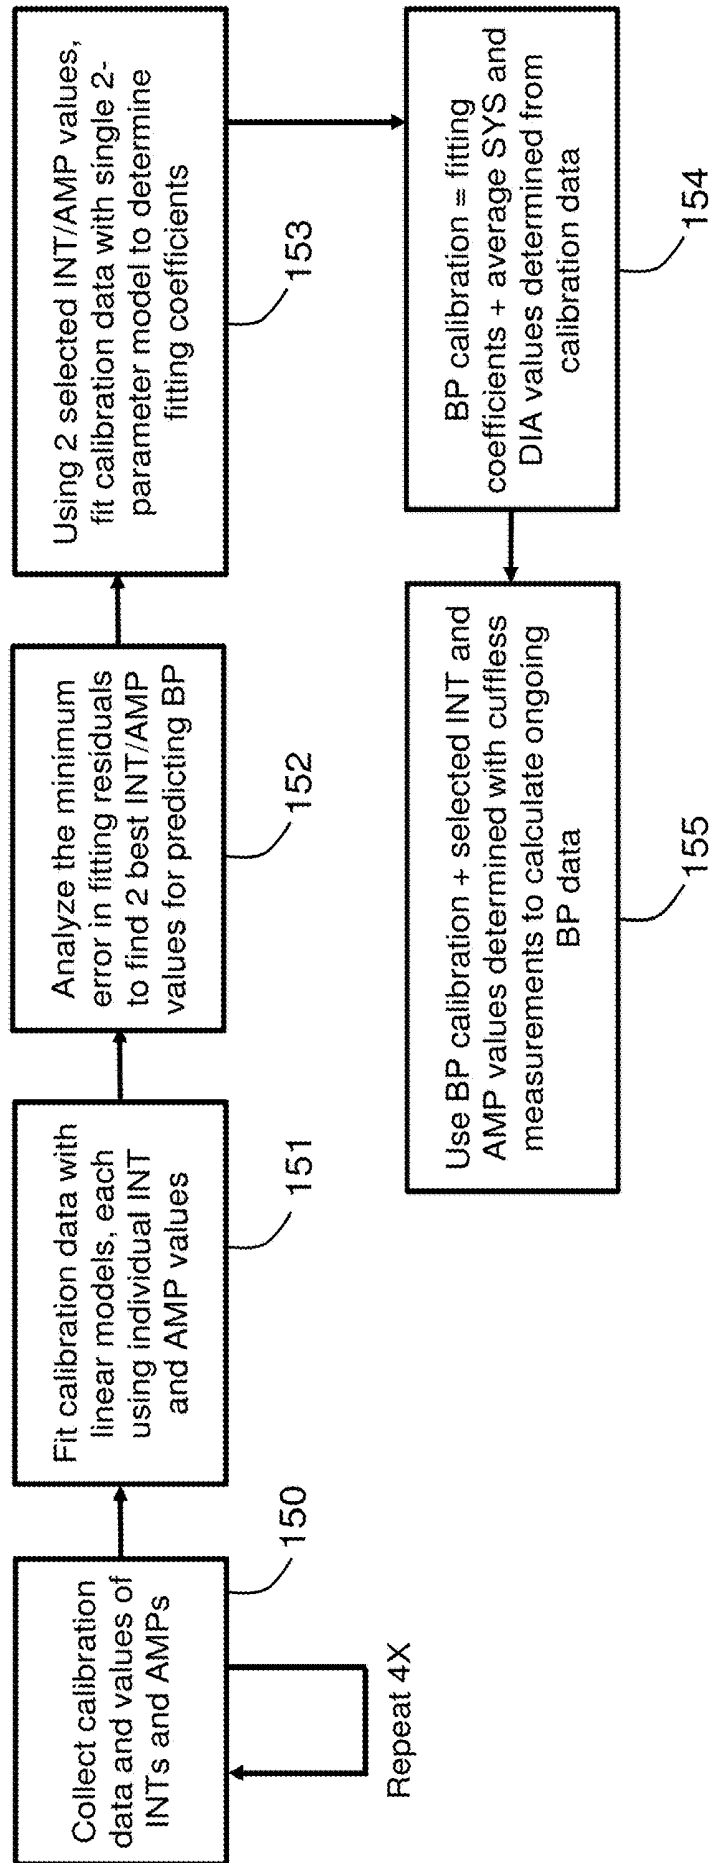 Collect calibration
data and values of
INTs and AMPs
150
Repeat 4X
Fit calibration data with
linear models, each
using individual INT
and AMP values
151
Analyze the minimum
error in fitting residuals
to find 2 best INT/AMP
values for predicting BP
152
Using 2 selected INT/AMP values,
fit calibration data with single 2-
parameter model to determine
fitting coefficients
153
BP calibration = fitting
coefficients + average SYS and
DIA values determined from
calibration data
154
Use BP calibration + selected INT and
AMP values determined with cuffless
measurements to calculate ongoing
BP data
155